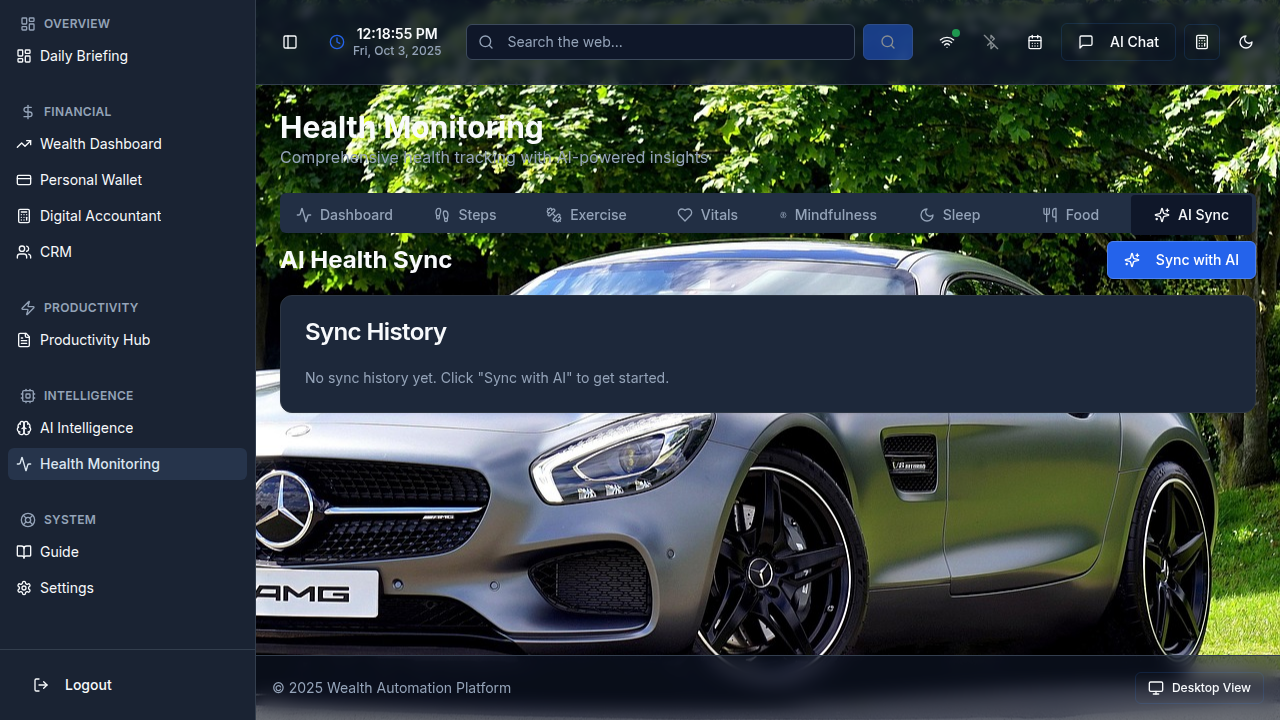 OVERVIEW
Daily Briefing
FINANCIAL
Wealth Dashboard
Personal Wallet
Digital Accountant
CRM
PRODUCTIVITY
Productivity Hub
INTELLIGENCE
AI Intelligence
Health Monitoring
SYSTEM
Guide
Settings
Logout
12:18:55 PM
Fri, Oct 3, 2025
Search the web...
AI Chat
Health Monitoring
Comprehensive health tracking with AI-powered insights
Dashboard Steps Exercise Vitals Mindfulness Sleep Food AI Sync
AI Health Sync
Sync with AI
Sync History
No sync history yet. Click "Sync with AI" to get started.
AMG
© 2025 Wealth Automation Platform
Desktop View